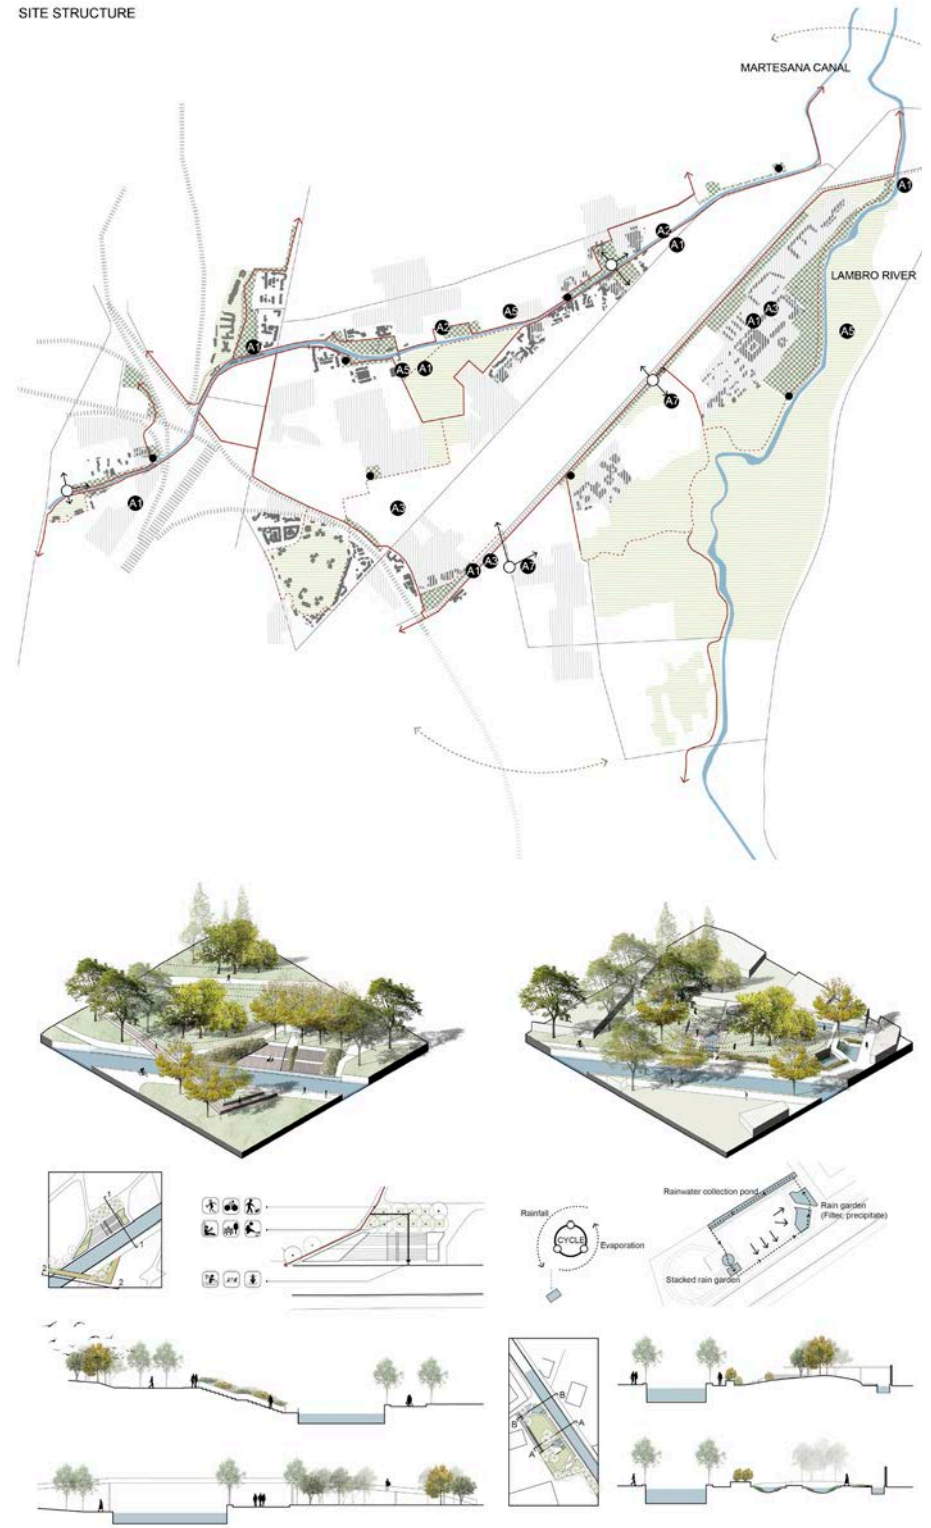 SITE STRUCTURE
MARTESANA CANAL
A1
LAMBRO RIVER
A2
A1
A5
A2
A1
A3
A5
A1
A5
A1
A7
A1
A3
A1
A3
A7
1
1
2
2
Rainfall
CYCLE
Evaporation
Rainwater collection pond
Rain garden
(Filter, precipitate)
Stacked rain garden
B
B
A
A